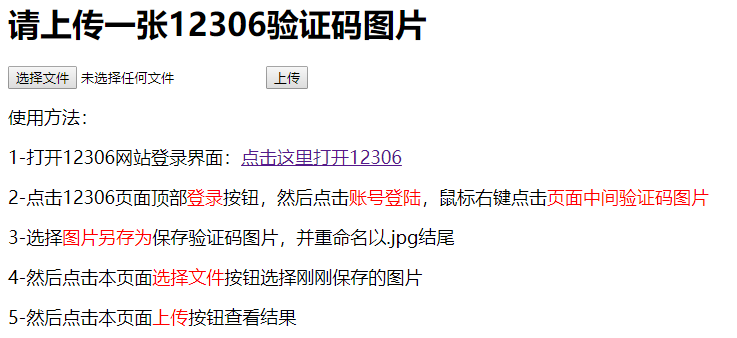 请上传一张12306验证码图片
选择文件 未选择任何文件 上传
使用方法：
1-打开12306网站登录界面：点击这里打开12306
2-点击12306页面顶部登录按钮，然后点击账号登陆，鼠标右键点击页面中间验证码图片
3-选择图片另存为保存验证码图片，并重命名以.jpg结尾
4-然后点击本页面选择文件按钮选择刚刚保存的图片
5-然后点击本页面上传按钮查看结果